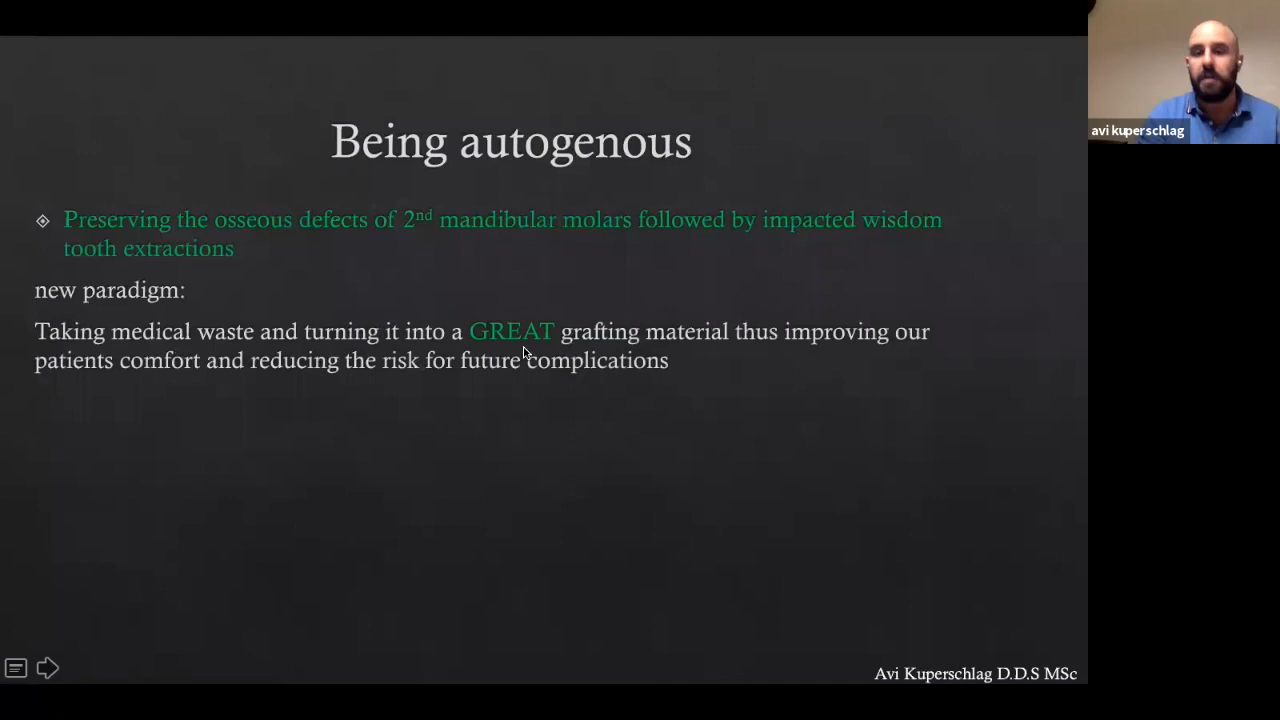 Being autogenous
Preserving the osseous defects of 2nd mandibular molars followed by impacted wisdom
tooth extractions
new paradigm:
Taking medical waste and turning it into a GREAT grafting material thus improving our
patients comfort and reducing the risk for future complications
Avi Kuperschlag D.D.S MSc
avi kuperschlag